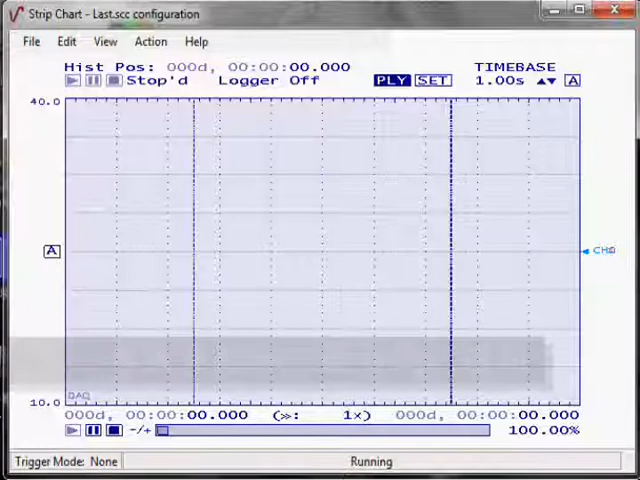 Strip Chart - Last.scc configuration
File Edit View Action Help
Hist Pos: 000d, 00:00:00.000 TIMEBASE
Stop'd Logger Off PLY SET 1.00s A
40.0
A CH0
10.0 DAQ
000d, 00:00:00.000 (≫: 1x) 000d, 00:00:00.000
-/+ 100.00%
Trigger Mode: None Running